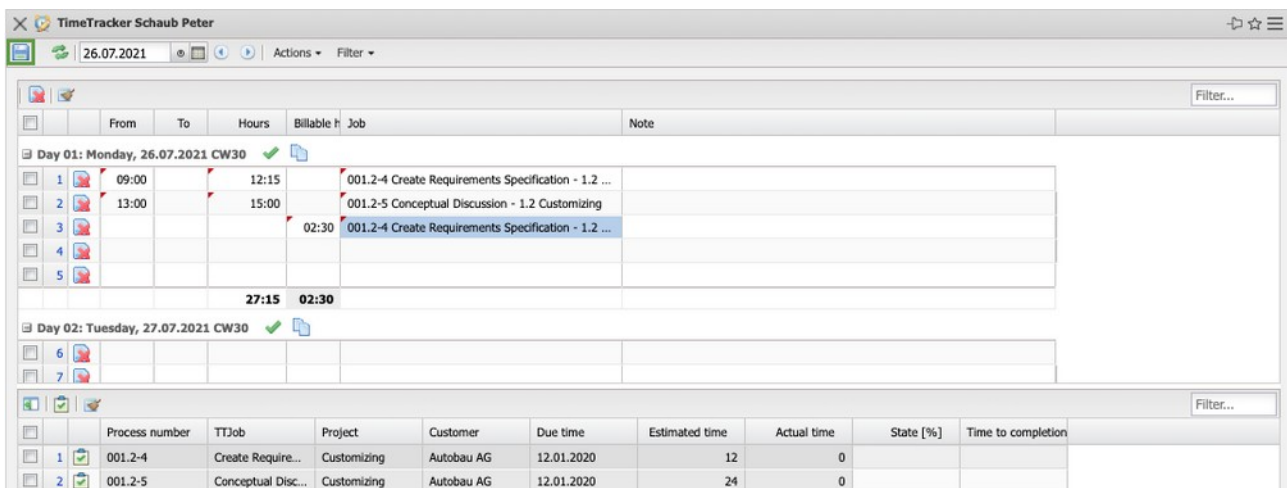 TimeTracker Schaub Peter
26.07.2021 Actions Filter
Filter...
From To Hours Billable h Job Note
Day 01: Monday, 26.07.2021 CW30
1 09:00 12:15 001.2-4 Create Requirements Specification - 1.2 ...
2 13:00 15:00 001.2-5 Conceptual Discussion - 1.2 Customizing
3 02:30 001.2-4 Create Requirements Specification - 1.2 ...
4
5
27:15 02:30
Day 02: Tuesday, 27.07.2021 CW30
6
7
Filter...
Process number TTJob Project Customer Due time Estimated time Actual time State [%] Time to completion
1 001.2-4 Create Require... Customizing Autobau AG 12.01.2020 12 0
2 001.2-5 Conceptual Disc... Customizing Autobau AG 12.01.2020 24 0